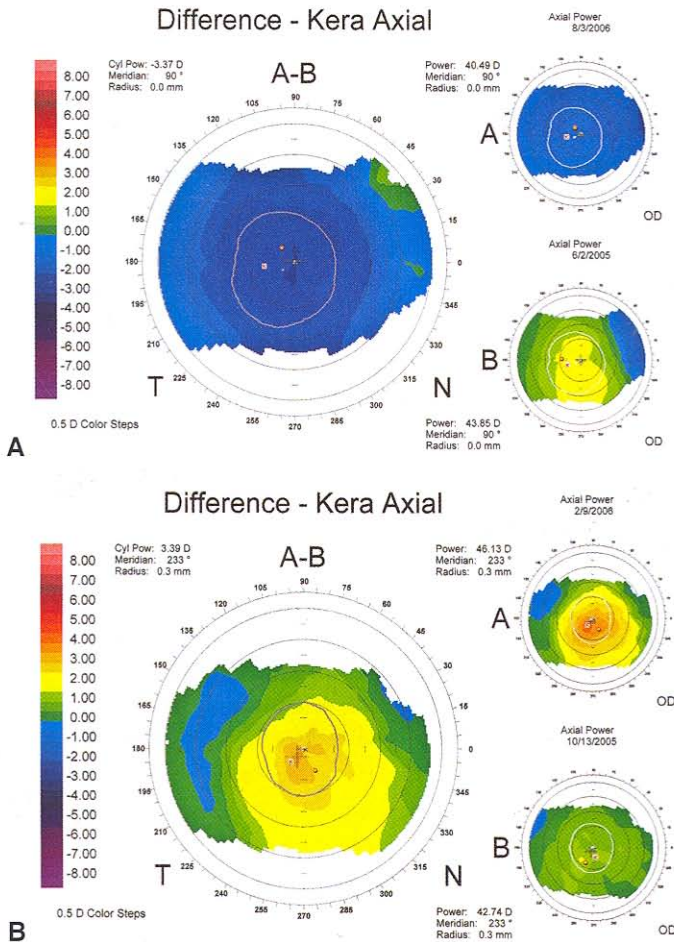 Difference - Kera Axial
Cyl Pow: -3.37 D
Meridian: 90 °
Radius: 0.0 mm
A-B
8.00
7.00
6.00
5.00
4.00
3.00
2.00
1.00
0.00
-1.00
-2.00
-3.00
-4.00
-5.00
-6.00
-7.00
-8.00
0.5 D Color Steps
105
90
75
120
60
135
45
150
30
165
15
180
0
195
345
210
225
315
240
300
255
270
285
T
N
Power: 40.49 D
Meridian: 90 °
Radius: 0.0 mm
Axial Power
8/3/2006
A
OD
Axial Power
6/2/2005
B
OD
Power: 43.85 D
Meridian: 90 °
Radius: 0.0 mm
A
Difference - Kera Axial
Cyl Pow: 3.39 D
Meridian: 233 °
Radius: 0.3 mm
A-B
8.00
7.00
6.00
5.00
4.00
3.00
2.00
1.00
0.00
-1.00
-2.00
-3.00
-4.00
-5.00
-6.00
-7.00
-8.00
0.5 D Color Steps
105
90
75
120
60
135
45
150
30
165
15
180
0
195
345
210
225
315
240
300
255
270
285
T
N
Power: 46.13 D
Meridian: 233 °
Radius: 0.3 mm
Axial Power
2/9/2006
A
OD
Axial Power
10/13/2005
B
OD
Power: 42.74 D
Meridian: 233 °
Radius: 0.3 mm
B